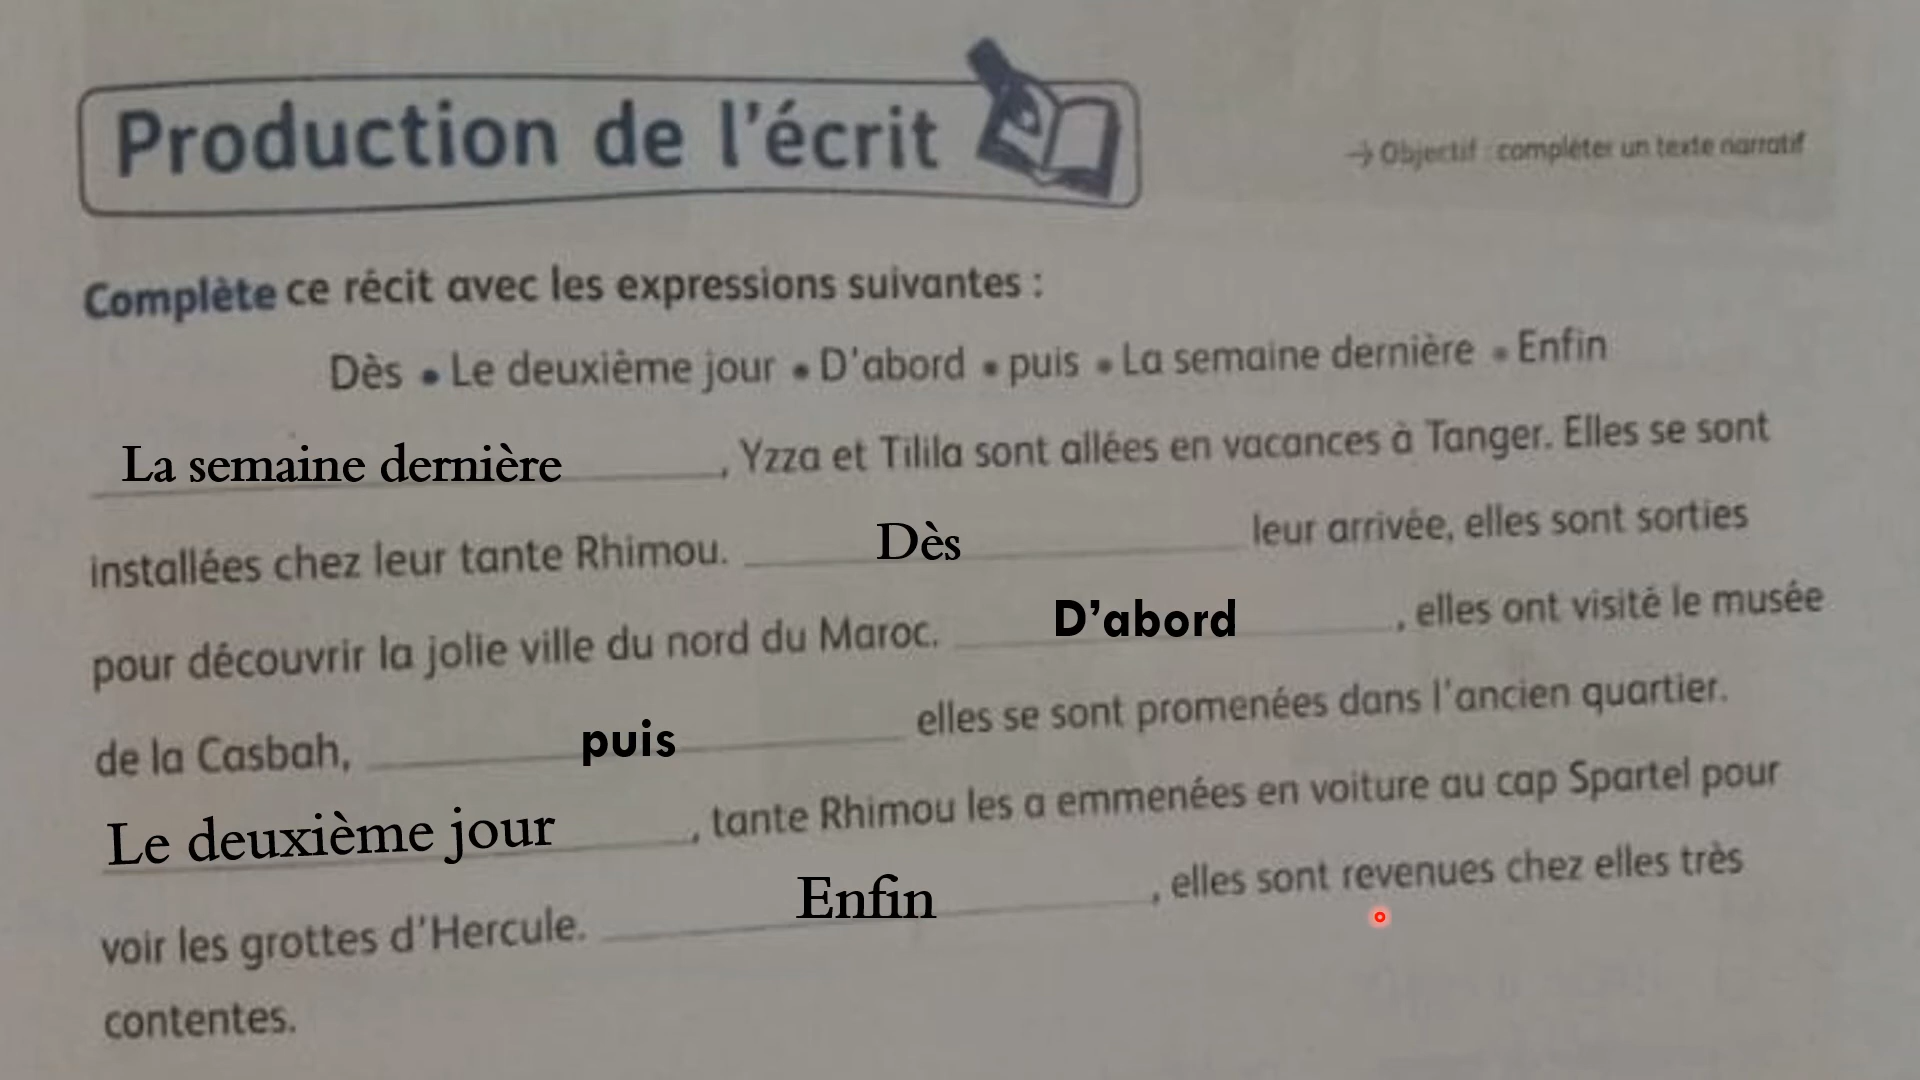 Production de l'écrit
→ Objectif : compléter un texte narratif
Complète ce récit avec les expressions suivantes :
Dès • Le deuxième jour • D'abord • puis • La semaine dernière • Enfin
La semaine dernière, Yzza et Tilila sont allées en vacances à Tanger. Elles se sont
installées chez leur tante Rhimou. Dès leur arrivée, elles sont sorties
pour découvrir la jolie ville du nord du Maroc. D'abord, elles ont visité le musée
de la Casbah, puis elles se sont promenées dans l'ancien quartier.
Le deuxième jour, tante Rhimou les a emmenées en voiture au cap Spartel pour
voir les grottes d'Hercule. Enfin, elles sont revenues chez elles très
contentes.